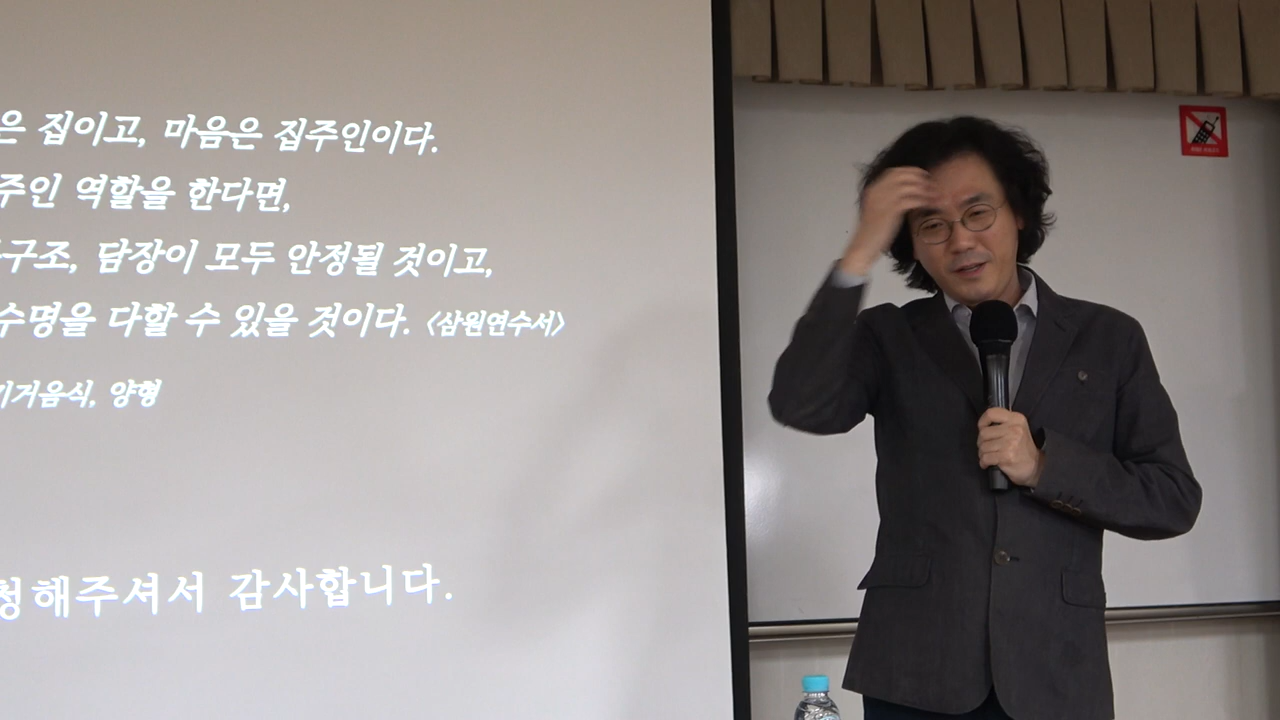 은 집이고, 마음은 집주인이다.
주인 역할을 한다면,
구조, 담장이 모두 안정될 것이고,
수명을 다할 수 있을 것이다. <삼원연수서>
기거음식, 양형
청해주셔서 감사합니다.